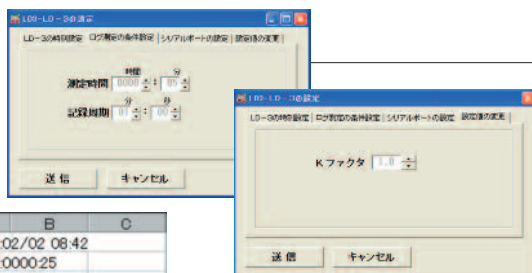 LD3-LD-3の設定
LD-3の時刻設定 ログ測定の条件設定 シリアルポートの設定 設定値の変更
時間 分
測定時間 0000 : 05
分 秒
記録周期 01 : 00
送信 キャンセル
LD3-LD-3の設定
LD-3の時刻設定 ログ測定の条件設定 シリアルポートの設定 設定値の変更
Kファクタ 1.0
送信 キャンセル
B C
:02/02 08:42
:0000:25